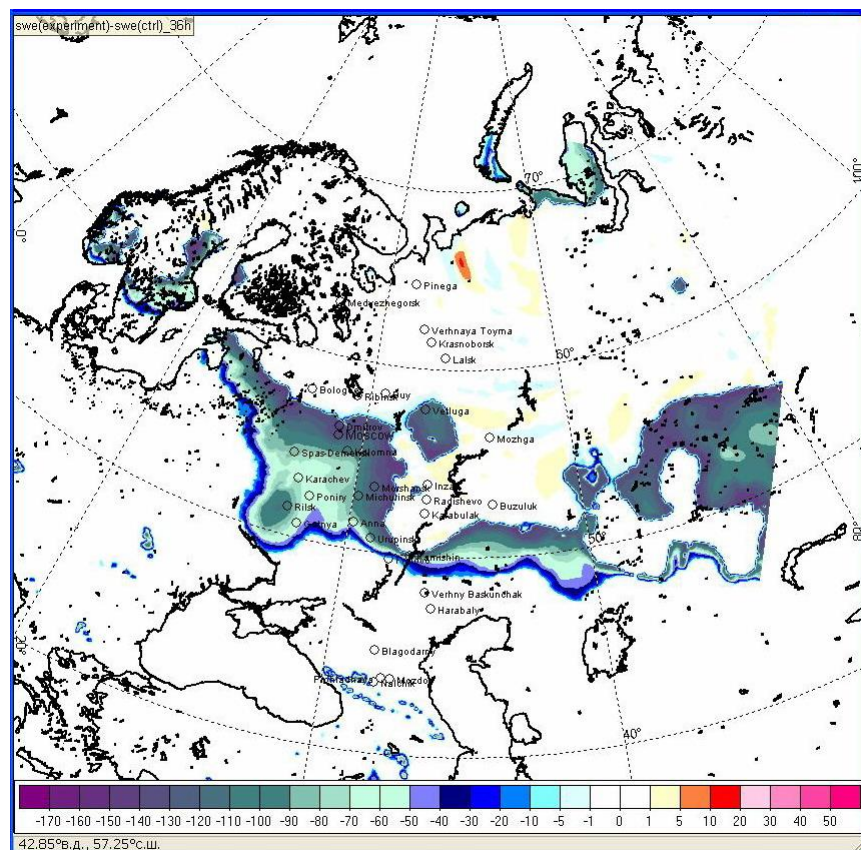 swe(experiment)-swe(ctrl)_36h
100°
70°
0°
Pinega
Medvezhegorsk
Verhnaya Toyma
Krasnoborsk
60°
Lalsk
Bologoe
Buy
Ribinsk
Vetluga
Dmitrov
Moscow
Mozhga
Spas-Demensk
Kolomna
Karachev
Morshansk
Inza
Poniry
Michurinsk
Radishevo
Buzuluk
Rilsk
Karabulak
Gotnya
Anna
80°
Urupinsk
50°
Kamishin
Verhny Baskunchak
Harabaly
20°
Blagodarny
Nalchik
Mozdok
40°
-170 -160 -150 -140 -130 -120 -110 -100 -90 -80 -70 -60 -50 -40 -30 -20 -10 -5 -1 0 1 5 10 20 30 40 50
42.85°в.д., 57.25°с.ш.